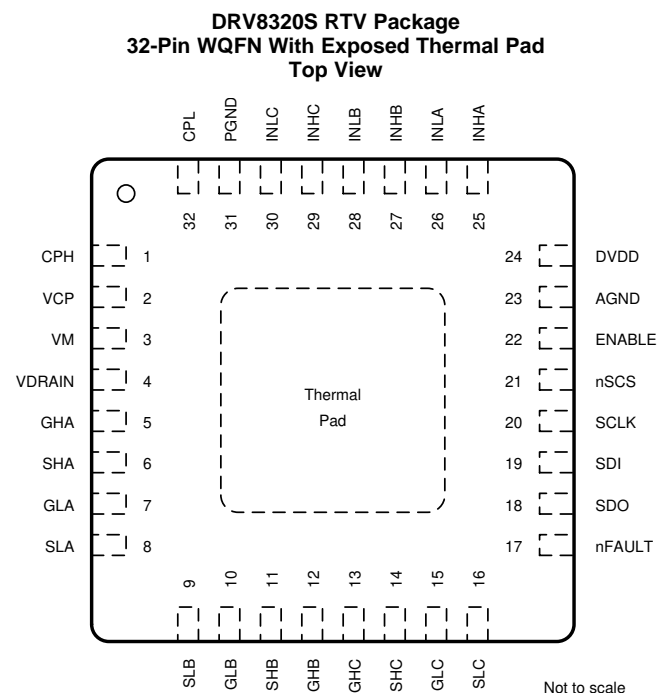 DRV8320S RTV Package
32-Pin WQFN With Exposed Thermal Pad
Top View
CPL
PGND
INLC
INHC
INLB
INHB
INLA
INHA
32
31
30
29
28
27
26
25
CPH 1
VCP 2
VM 3
VDRAIN 4
GHA 5
SHA 6
GLA 7
SLA 8
24 DVDD
23 AGND
22 ENABLE
21 nSCS
20 SCLK
19 SDI
18 SDO
17 nFAULT
Thermal
Pad
9
10
11
12
13
14
15
16
SLB
GLB
SHB
GHB
GHC
SHC
GLC
SLC
Not to scale